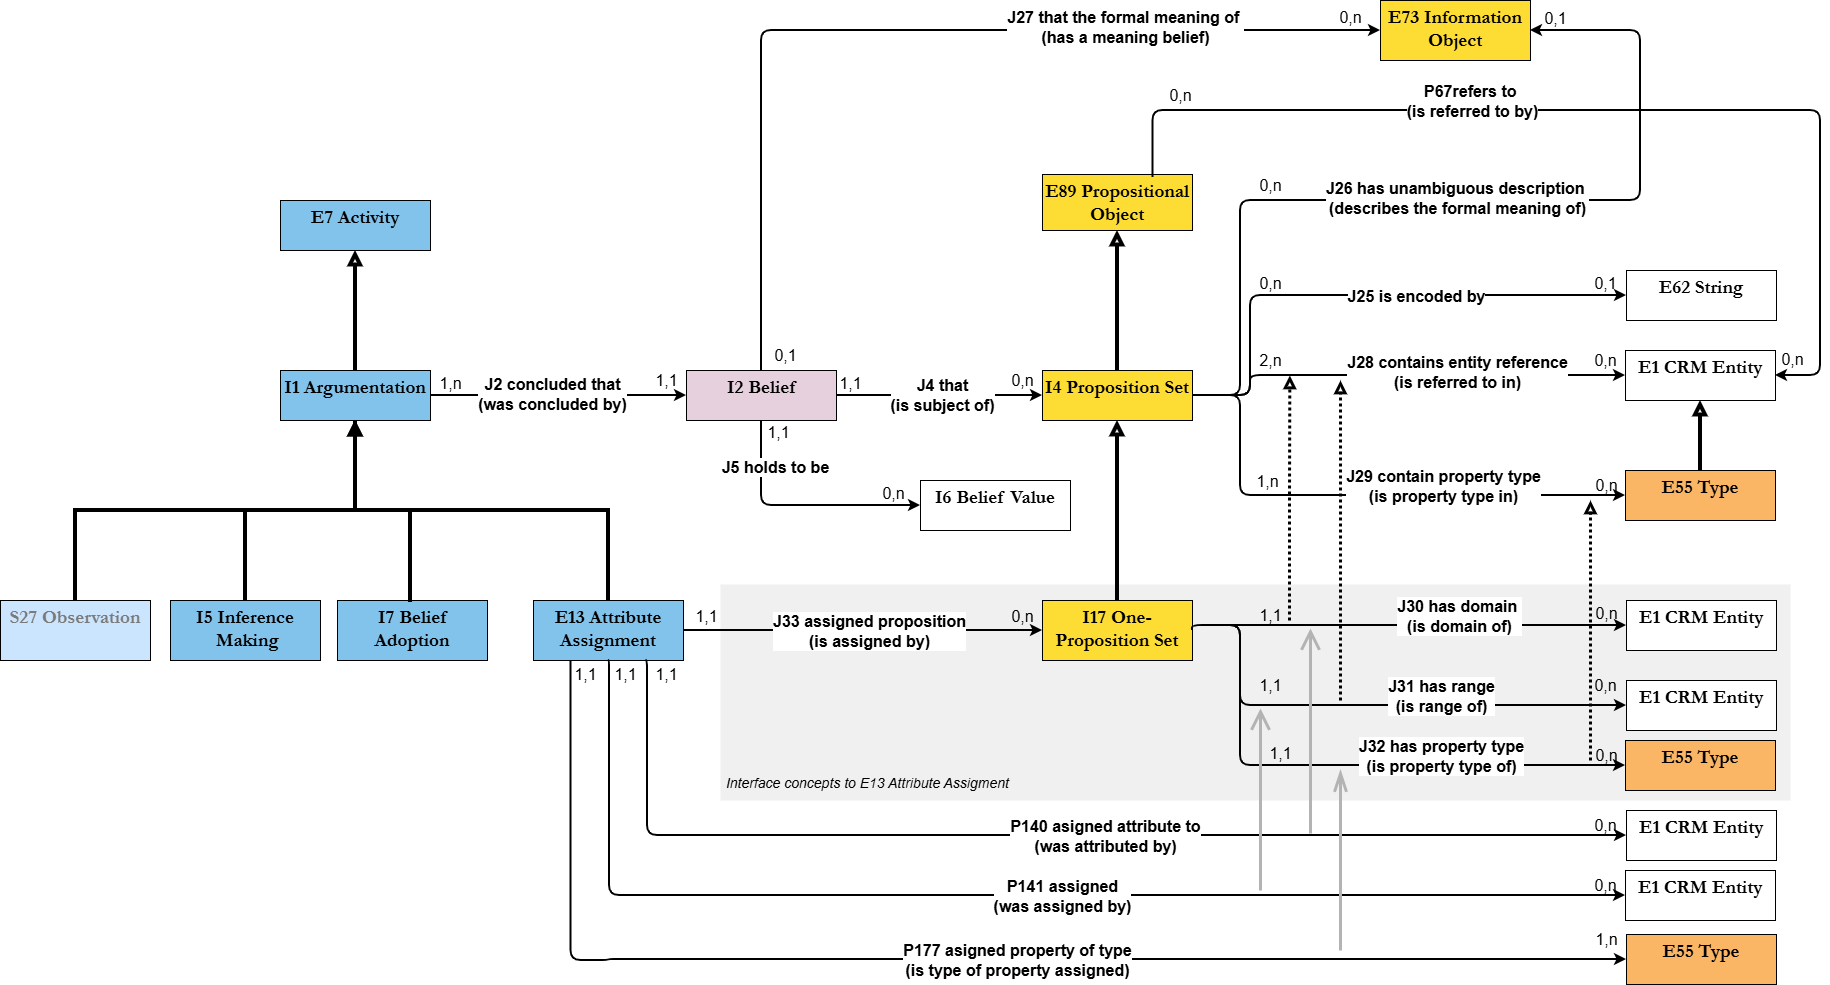 J27 that the formal meaning of
(has a meaning belief)
0,n
E73 Information
Object
0,1
0,n
P67refers to
(is referred to by)
E89 Propositional
Object
0,n
J26 has unambiguous description
(describes the formal meaning of)
E7 Activity
0,n
J25 is encoded by
0,1
E62 String
0,1
I1 Argumentation
1,n
J2 concluded that
(was concluded by)
1,1
I2 Belief
1,1
J4 that
(is subject of)
0,n
I4 Proposition Set
2,n
J28 contains entity reference
(is referred to in)
0,n
E1 CRM Entity
0,n
1,1
J5 holds to be
0,n
I6 Belief Value
1,n
J29 contain property type
(is property type in)
0,n
E55 Type
S27 Observation
I5 Inference
Making
I7 Belief
Adoption
E13 Attribute
Assignment
1,1
J33 assigned proposition
(is assigned by)
0,n
I17 One-
Proposition Set
1,1
J30 has domain
(is domain of)
0,n
E1 CRM Entity
1,1
1,1
1,1
1,1
J31 has range
(is range of)
0,n
E1 CRM Entity
1,1
J32 has property type
(is property type of)
0,n
E55 Type
Interface concepts to E13 Attribute Assigment
P140 asigned attribute to
(was attributed by)
0,n
E1 CRM Entity
P141 assigned
(was assigned by)
0,n
E1 CRM Entity
P177 asigned property of type
(is type of property assigned)
1,n
E55 Type